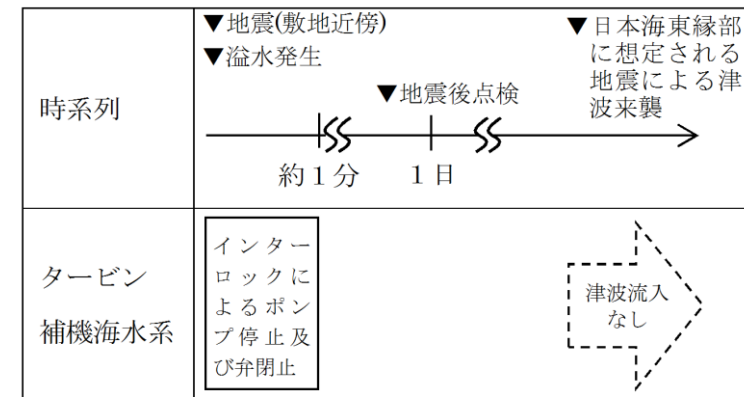 時系列
▼地震(敷地近傍)
▼溢水発生
▼地震後点検
▼日本海東縁部
に想定される
地震による津
波来襲
約1分
1日
タービン
補機海水系
インター
ロックに
よるポン
プ停止及
び弁閉止
津波流入
なし